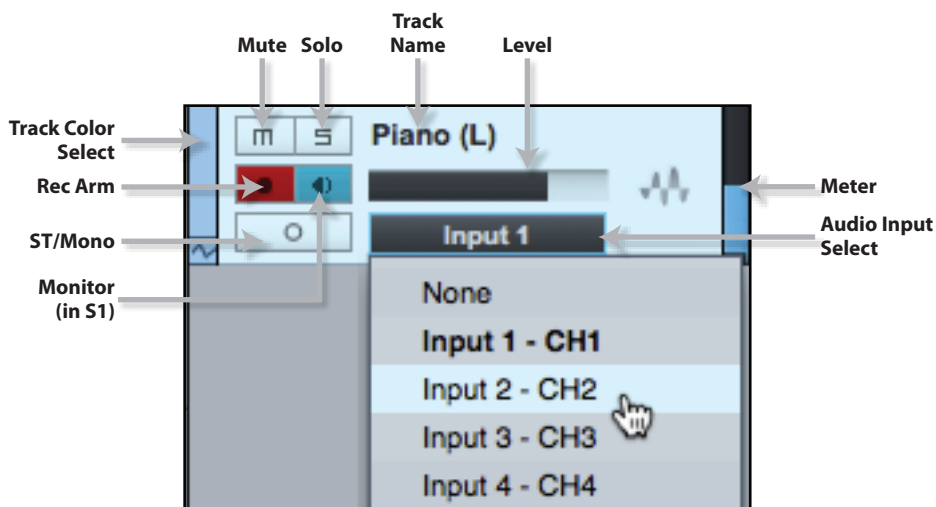 Track
Mute Solo Name Level
Track Color
Select
m S Piano (L)
Rec Arm
Meter
ST/Mono
Input 1
Audio Input
Select
Monitor
(in S1)
None
Input 1 - CH1
Input 2 - CH2
Input 3 - CH3
Input 4 - CH4